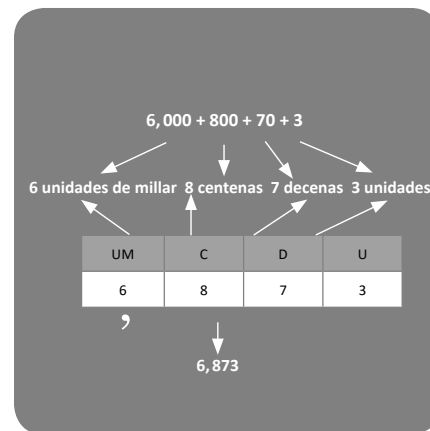 6,000 + 800 + 70 + 3
6 unidades de millar 8 centenas 7 decenas 3 unidades
UM C D U
6 8 7 3
,
6,873